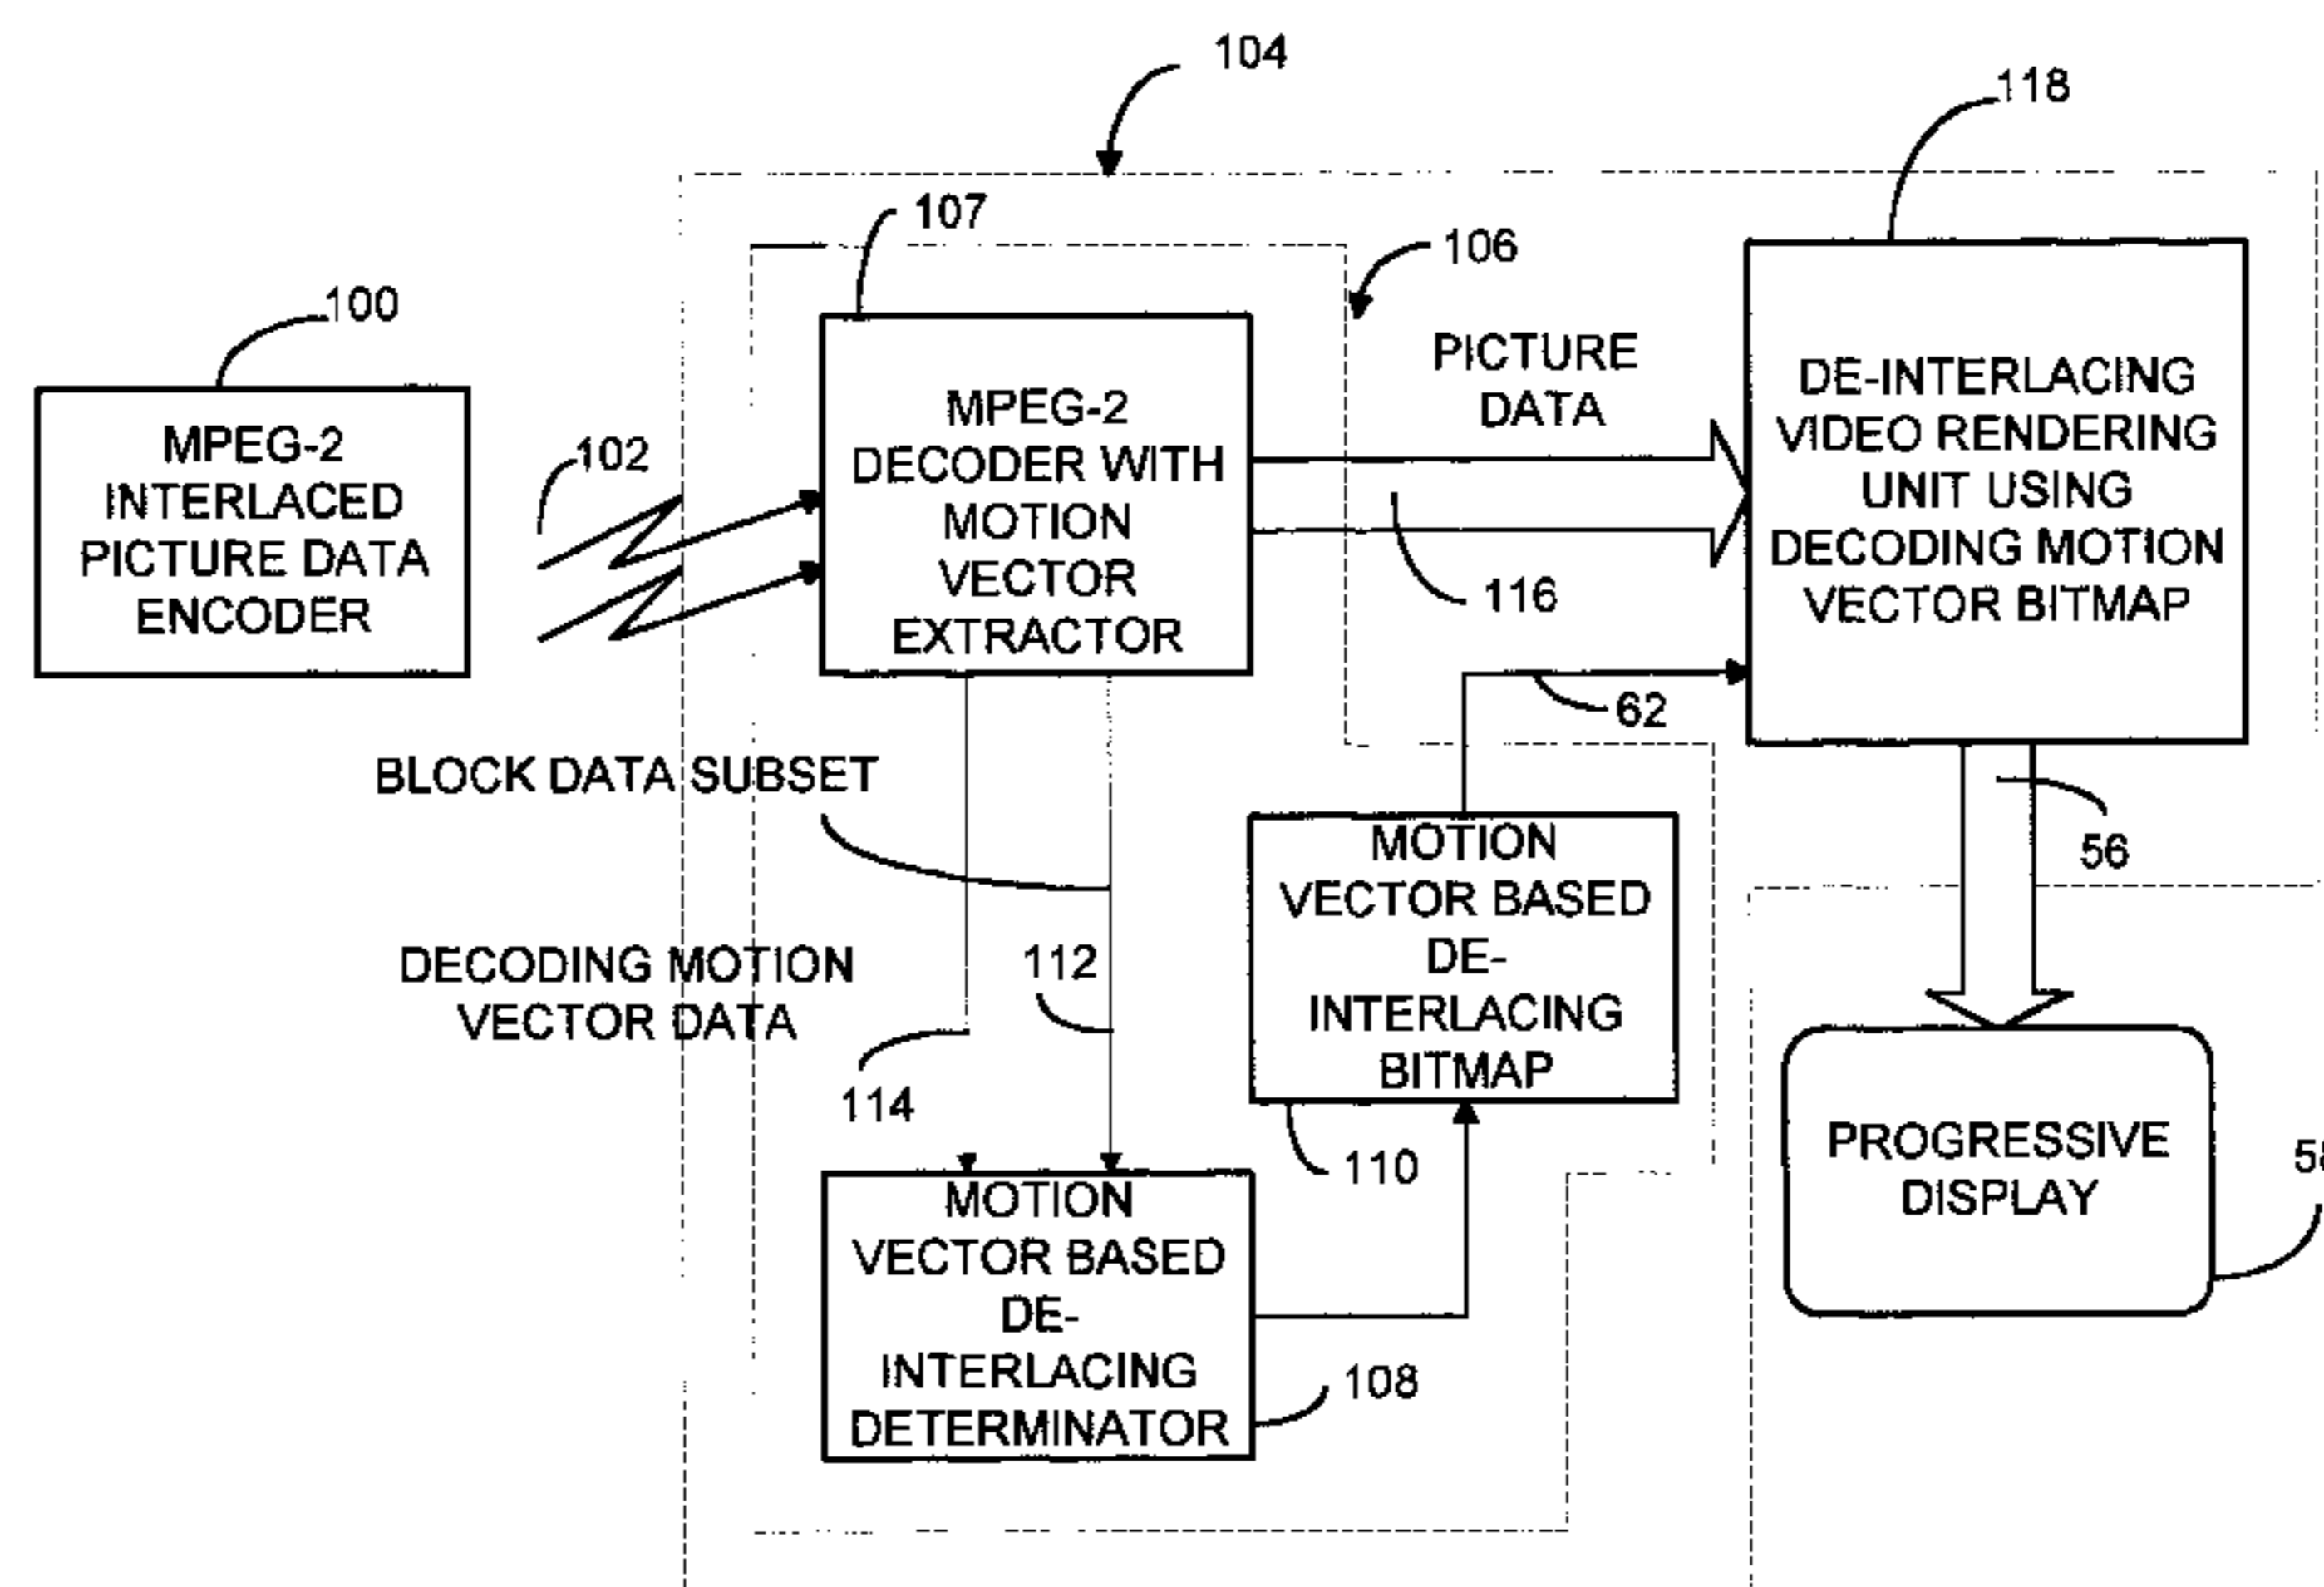 104
118
107
106
100
MPEG-2
INTERLACED
PICTURE DATA
ENCODER
102
MPEG-2
DECODER WITH
MOTION
VECTOR
EXTRACTOR
PICTURE
DATA
116
DE-INTERLACING
VIDEO RENDERING
UNIT USING
DECODING MOTION
VECTOR BITMAP
62
BLOCK DATA SUBSET
56
DECODING MOTION
VECTOR DATA
112
114
MOTION
VECTOR BASED
DE-
INTERLACING
BITMAP
110
PROGRESSIVE
DISPLAY
MOTION
VECTOR BASED
DE-
INTERLACING
DETERMINATOR
108